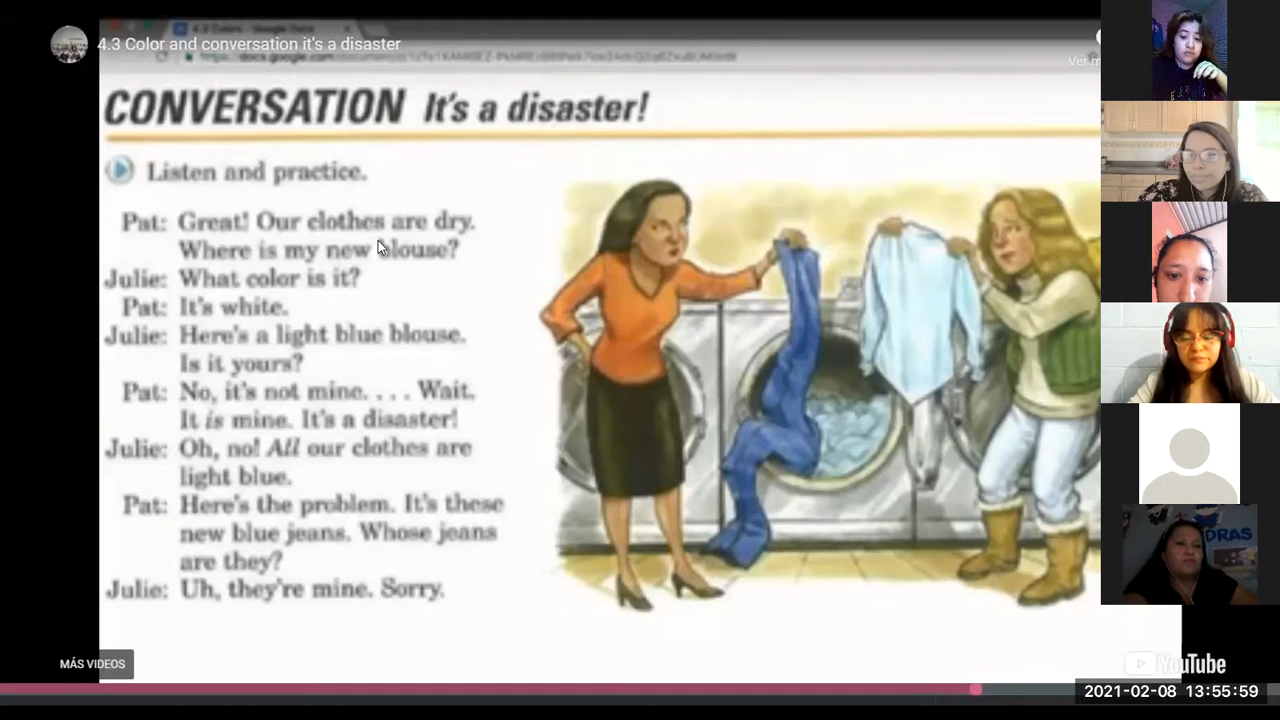 4.3 Color and conversation it's a disaster
Ver m
CONVERSATION It's a disaster!
Listen and practice.
Pat: Great! Our clothes are dry.
Where is my new blouse?
Julie: What color is it?
Pat: It's white.
Julie: Here's a light blue blouse.
Is it yours?
Pat: No, it's not mine. . . . Wait.
It is mine. It's a disaster!
Julie: Oh, no! All our clothes are
light blue.
Pat: Here's the problem. It's these
new blue jeans. Whose jeans
are they?
Julie: Uh, they're mine. Sorry.
DRAS
MÁS VIDEOS
YouTube
2021-02-08 13:55:59